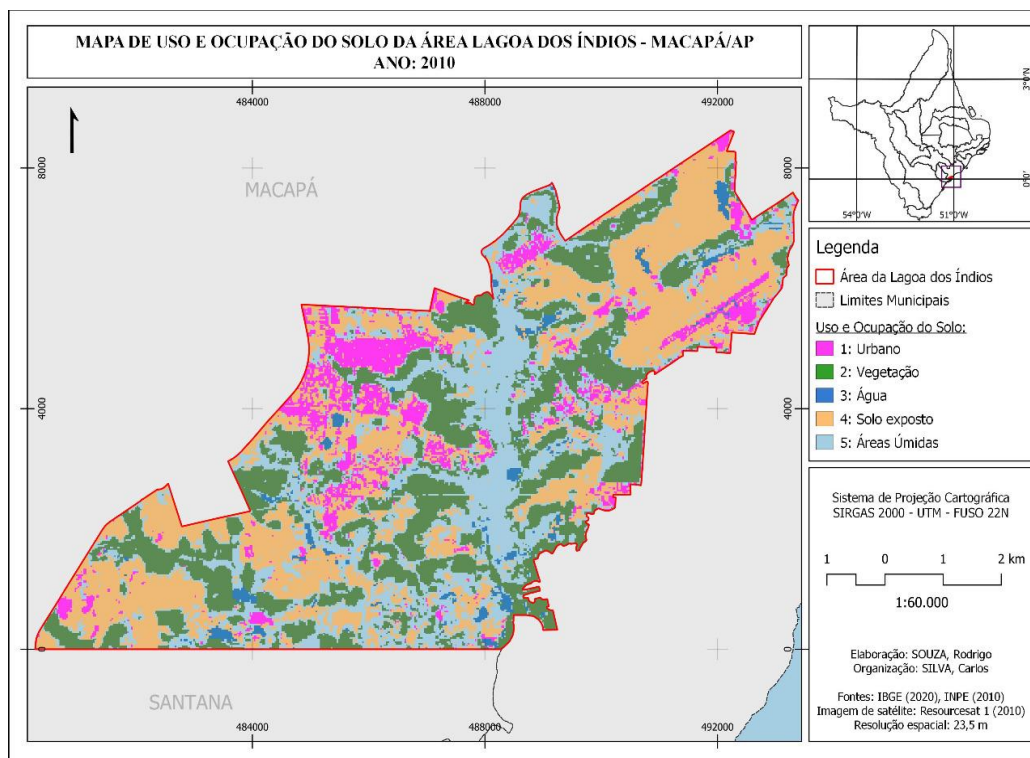 MAPA DE USO E OCUPAÇÃO DO SOLO DA ÁREA LAGOA DOS ÍNDIOS - MACAPÁ/AP
ANO: 2010
484000
488000
492000
8000
8000
4000
4000
0
0
MACAPÁ
SANTANA
484000
488000
492000
3°N
0°0'
54°0'W
51°0'W
Legenda
Área da Lagoa dos Índios
Limites Municipais
Uso e Ocupação do Solo:
1: Urbano
2: Vegetação
3: Água
4: Solo exposto
5: Áreas Úmidas
Sistema de Projeção Cartográfica
SIRGAS 2000 - UTM - FUSO 22N
1 0 1 2 km
1:60.000
Elaboração: SOUZA, Rodrigo
Organização: SILVA, Carlos
Fontes: IBGE (2020), INPE (2010)
Imagem de satélite: Resourcesat 1 (2010)
Resolução espacial: 23,5 m